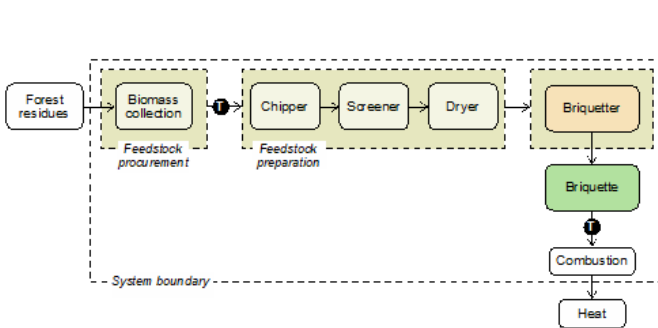 Forest
residues
Biomass
collection
T
Chipper
Screener
Dryer
Briquetter
Feedstock
procurement
Feedstock
preparation
Briquette
T
Combustion
System boundary
Heat